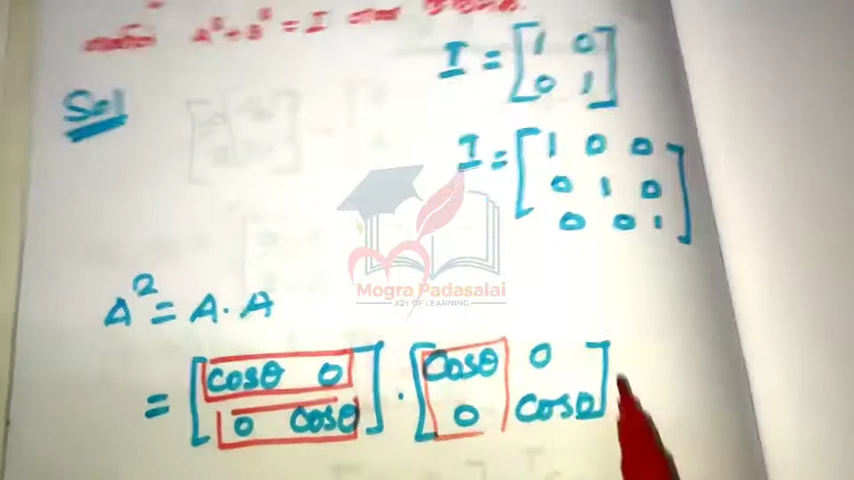 A² + B² = I
I = [1 0
0 1]
Sol
I = [1 0 0
0 1 0
0 0 1]
Mogra Padasalai
JOY OF LEARNING
A² = A . A
= [cosθ 0
0 cosθ] . [cosθ 0
0 cosθ]